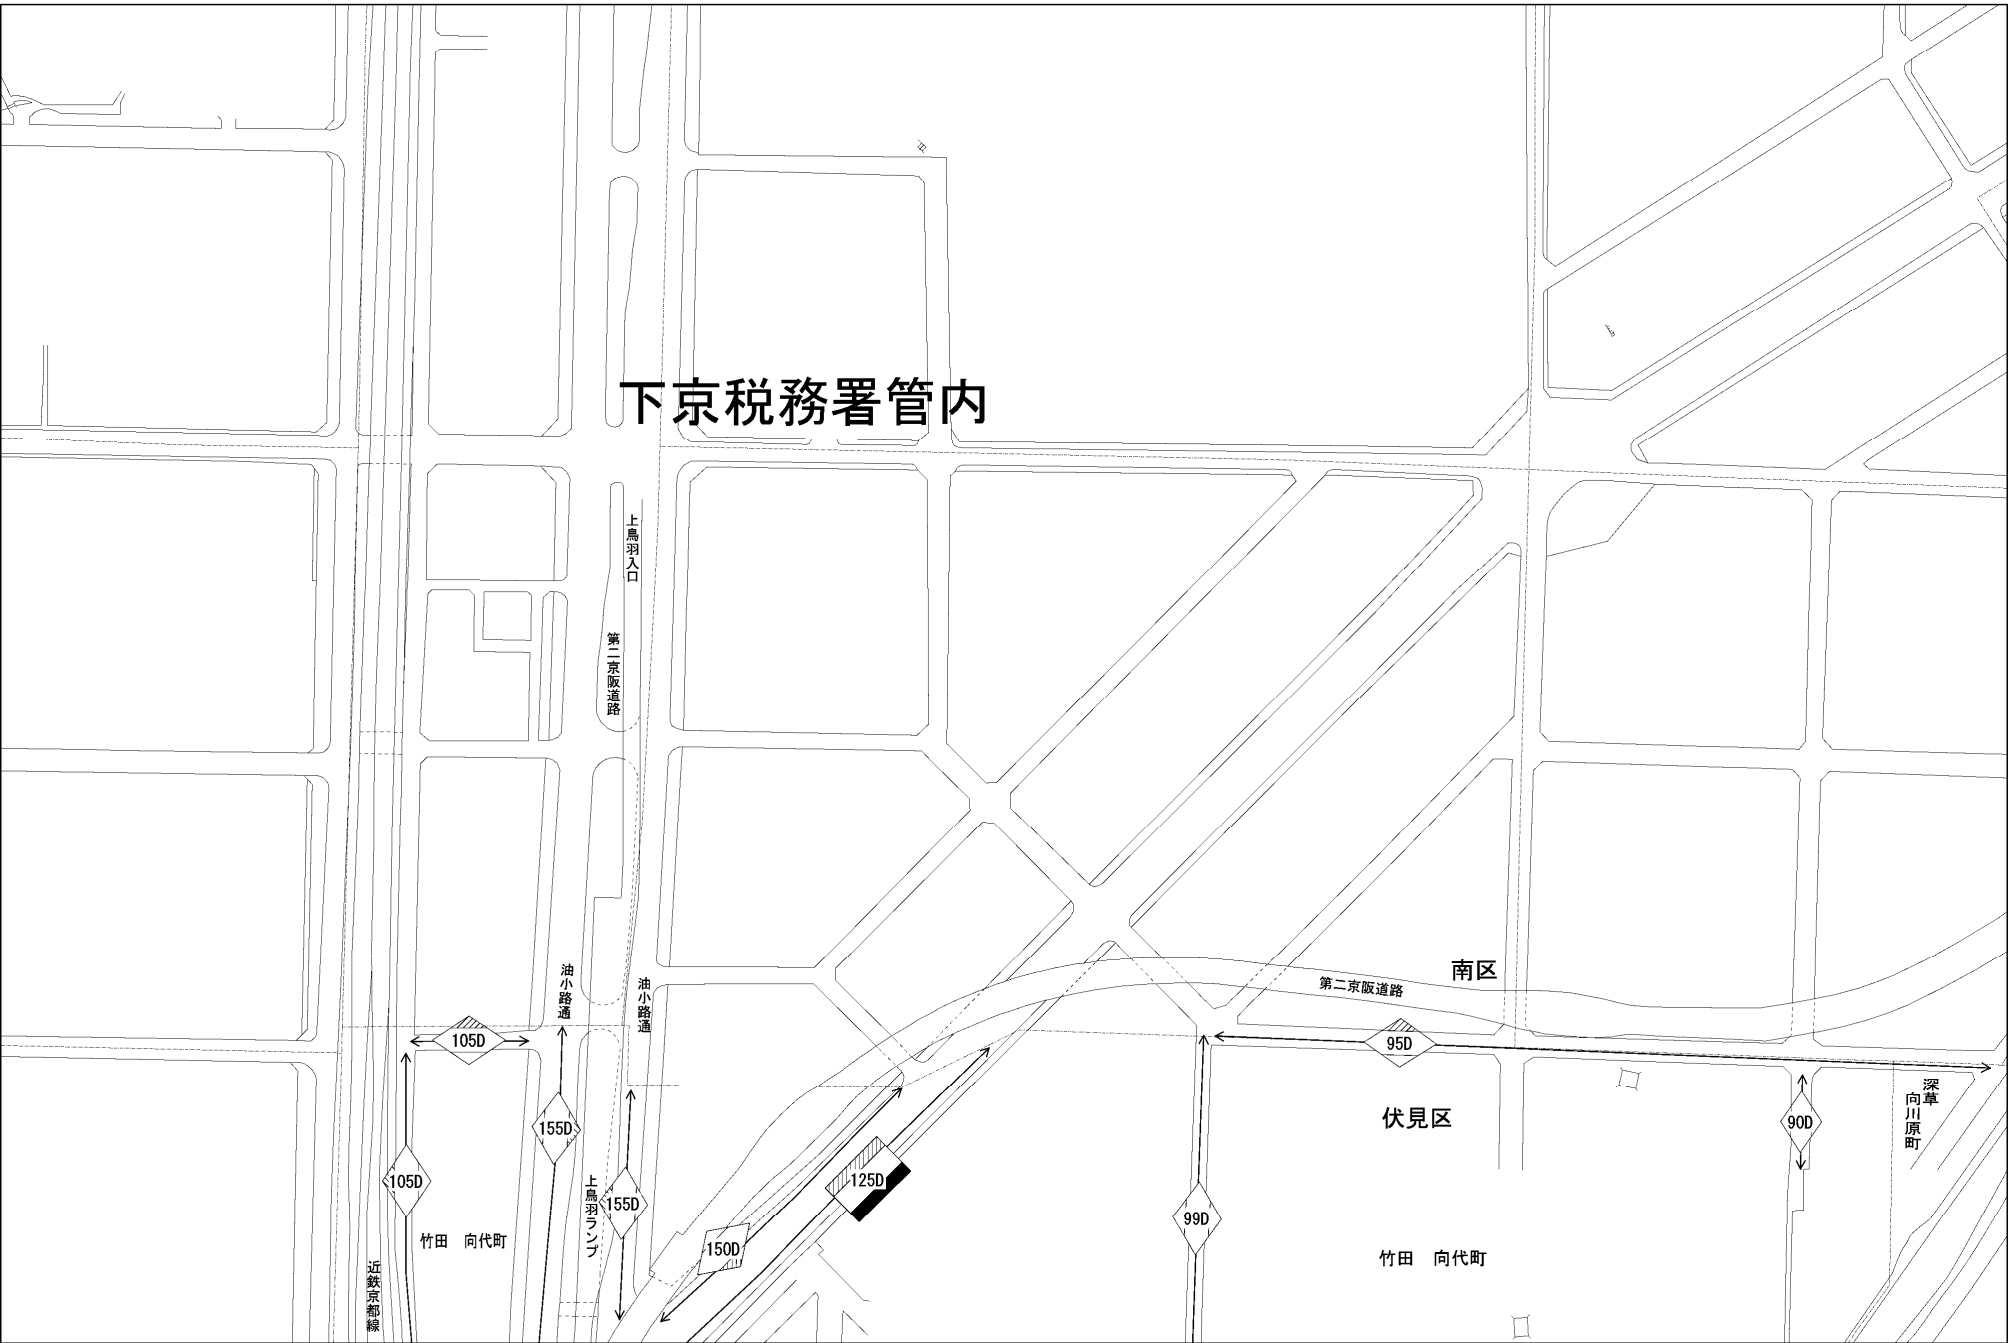 下京税務署管内
上鳥羽入口
第二京阪道路
油小路通
油小路通
南区
第二京阪道路
105D
95D
伏見区
深草
向川原町
155D
90D
105D
125D
155D
上鳥羽ランプ
99D
竹田 向代町
150D
竹田 向代町
近鉄京都線